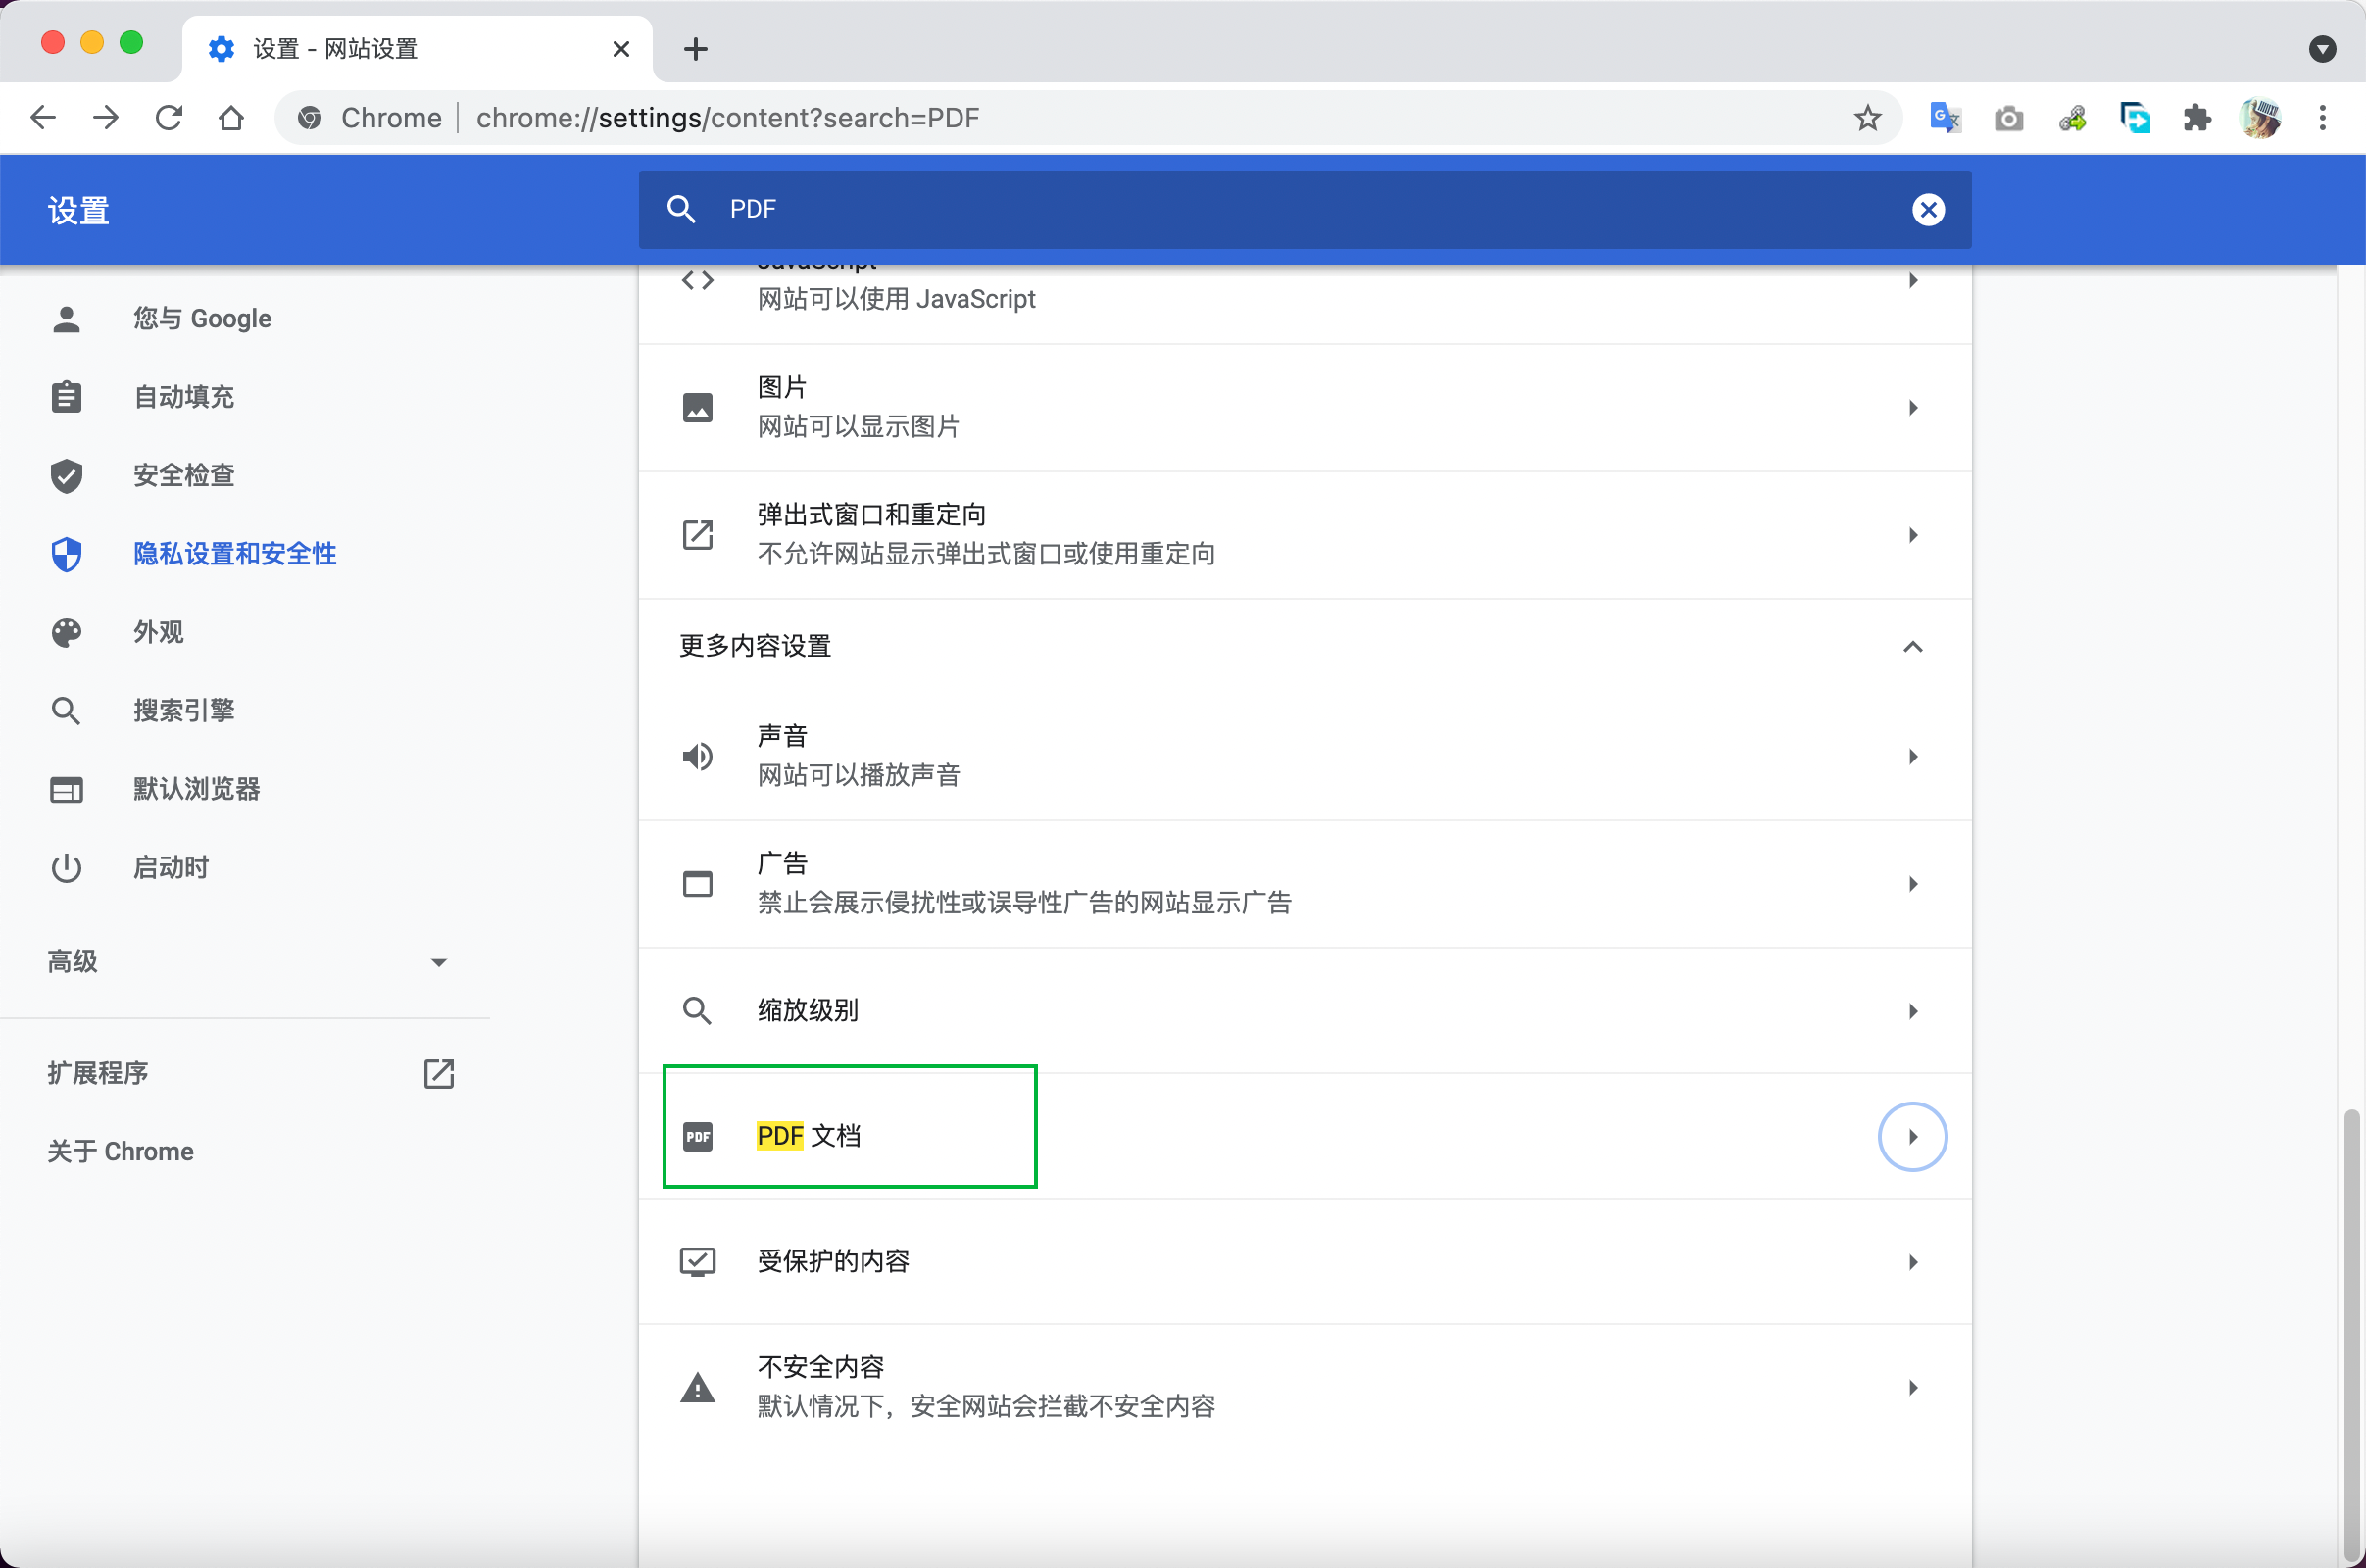 设置 - 网站设置
Chrome
chrome://settings/content?search=PDF
设置
PDF
您与 Google
自动填充
安全检查
隐私设置和安全性
外观
搜索引擎
默认浏览器
启动时
高级
扩展程序
关于 Chrome
JavaScript
网站可以使用 JavaScript
图片
网站可以显示图片
弹出式窗口和重定向
不允许网站显示弹出式窗口或使用重定向
更多内容设置
声音
网站可以播放声音
广告
禁止会展示侵扰性或误导性广告的网站显示广告
缩放级别
PDF
PDF 文档
受保护的内容
不安全内容
默认情况下，安全网站会拦截不安全内容